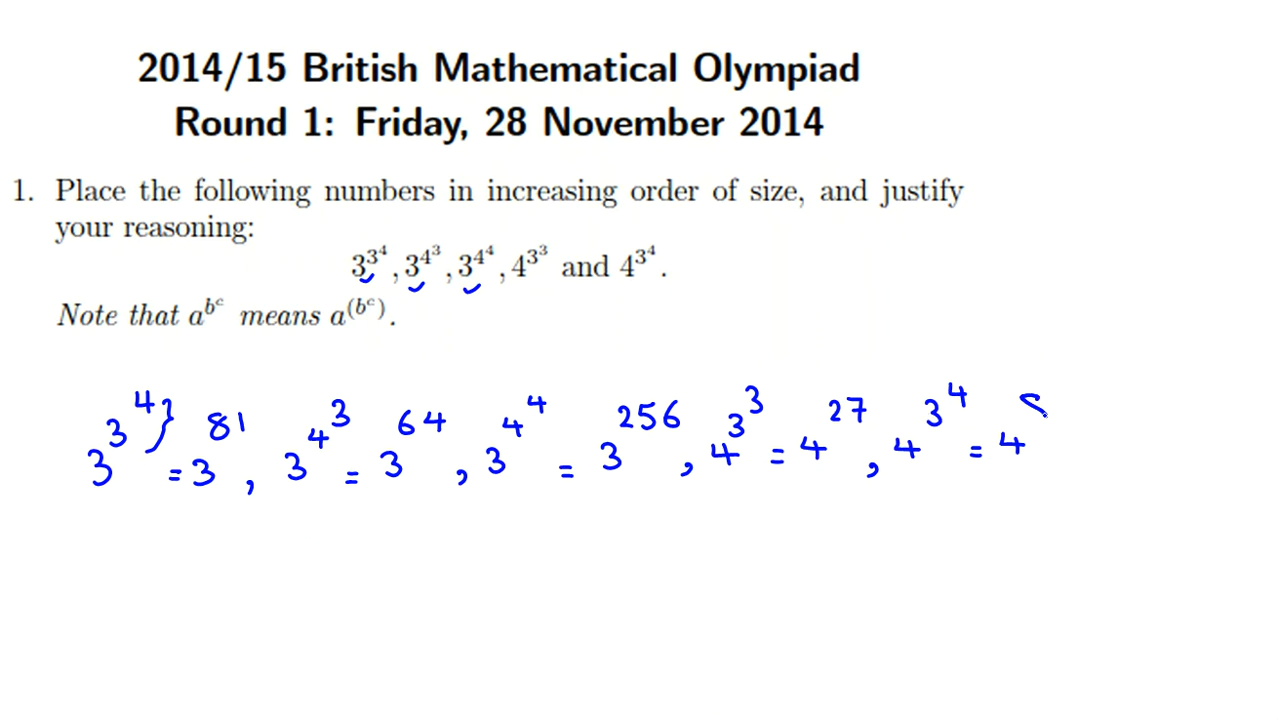 2014/15 British Mathematical Olympiad
Round 1: Friday, 28 November 2014
1. Place the following numbers in increasing order of size, and justify
your reasoning:
3^{3^4}, 3^{4^3}, 3^{4^4}, 4^{3^3} and 4^{3^4}.
Note that a^{b^c} means a^{(b^c)}.
3^{3^4}} = 3^{81}, 3^{4^3} = 3^{64}, 3^{4^4} = 3^{256}, 4^{3^3} = 4^{27}, 4^{3^4} = 4